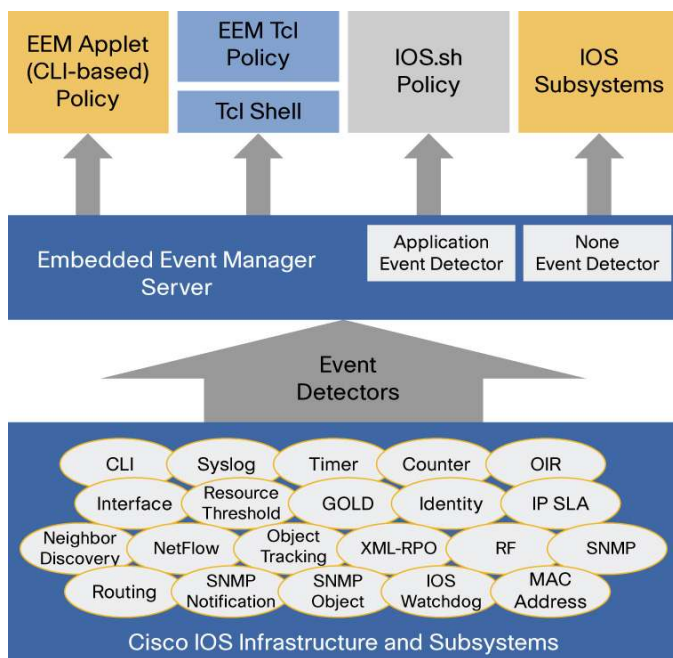 EEM Applet
(CLI-based)
Policy
EEM Tcl
Policy
Tcl Shell
IOS.sh
Policy
IOS
Subsystems
Embedded Event Manager
Server
Application
Event Detector
None
Event Detector
Event
Detectors
CLI
Syslog
Timer
Counter
OIR
Interface
Resource
Threshold
GOLD
Identity
IP SLA
Neighbor
Discovery
NetFlow
Object
Tracking
XML-RPO
RF
SNMP
Routing
SNMP
Notification
SNMP
Object
IOS
Watchdog
MAC
Address
Cisco IOS Infrastructure and Subsystems